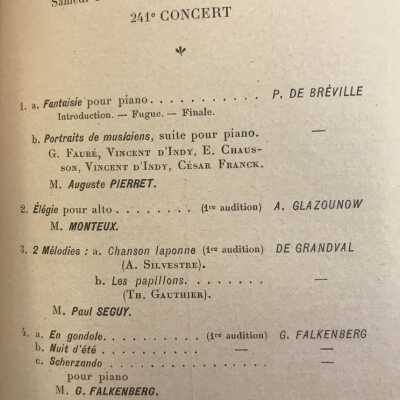 Samedi
241e CONCERT
1. a. Fantaisie pour piano. . . . . . . . . . . P. DE BRÉVILLE
Introduction. — Fugue. — Finale.
b. Portraits de musiciens, suite pour piano. —
G. FAURÉ, VINCENT D'INDY, E. CHAUS-
SON, VINCENT D'INDY, CÉSAR FRANCK.
M. Auguste PIERRET.
2. Élégie pour alto . . . . . . . . (1re audition) A. GLAZOUNOW
M. MONTEUX.
3. 2 Mélodies : a. Chanson laponne (1re audition) DE GRANDVAL
(A. SILVESTRE).
b. Les papillons. . . . . . . . . —
(TH. GAUTHIER).
M. Paul SEGUY.
4. a. En gondole. . . . . . . . . . (1re audition) G. FALKENBERG
b. Nuit d'été . . . . . . . . . . — —
c. Scherzando . . . . . . . . . . . . . . . . —
pour piano
M. G. FALKENBERG.